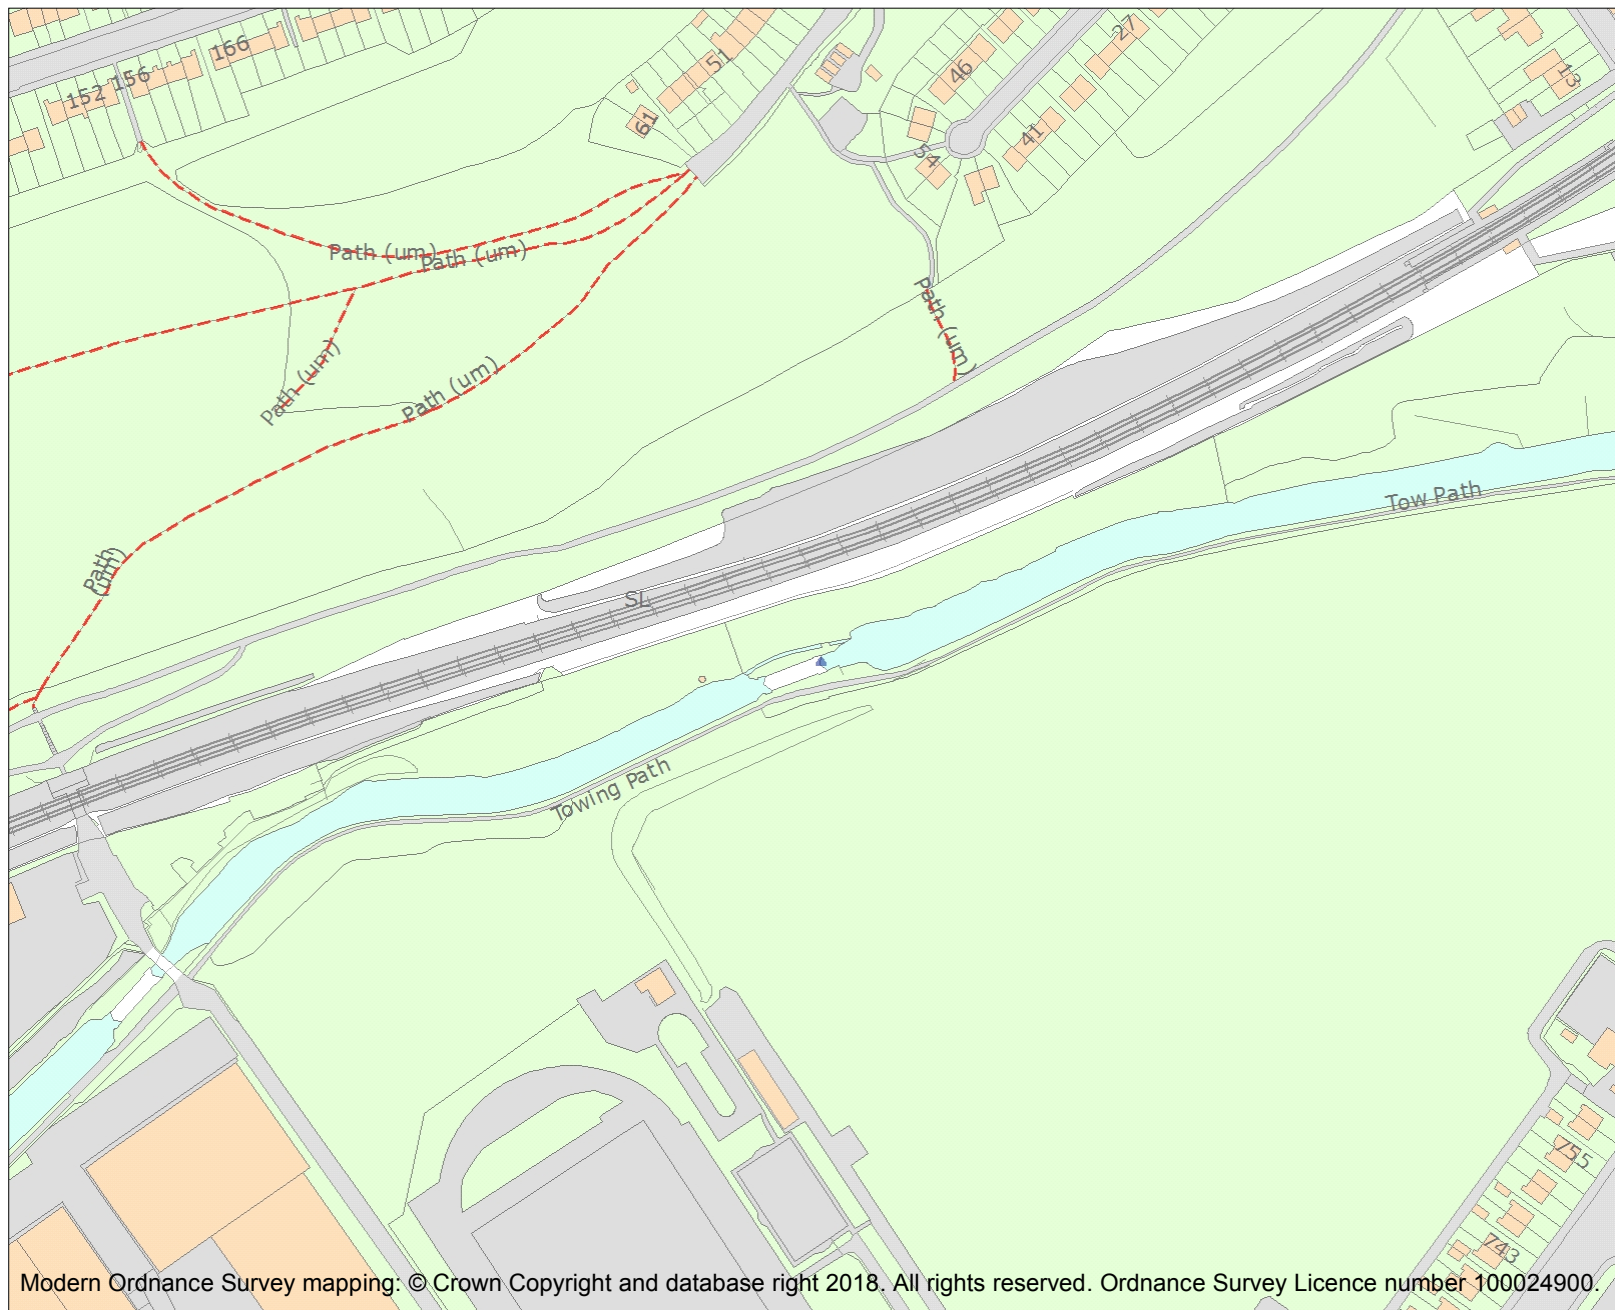 166
152 156
51
27
46
13
61
41
54
Path (um)
Path (um)
Path (um)
Path (um)
Path (um)
Tow Path
Path
(um)
SL
Towing Path
755
743
Modern Ordnance Survey mapping: © Crown Copyright and database right 2018. All rights reserved. Ordnance Survey Licence number 100024900.